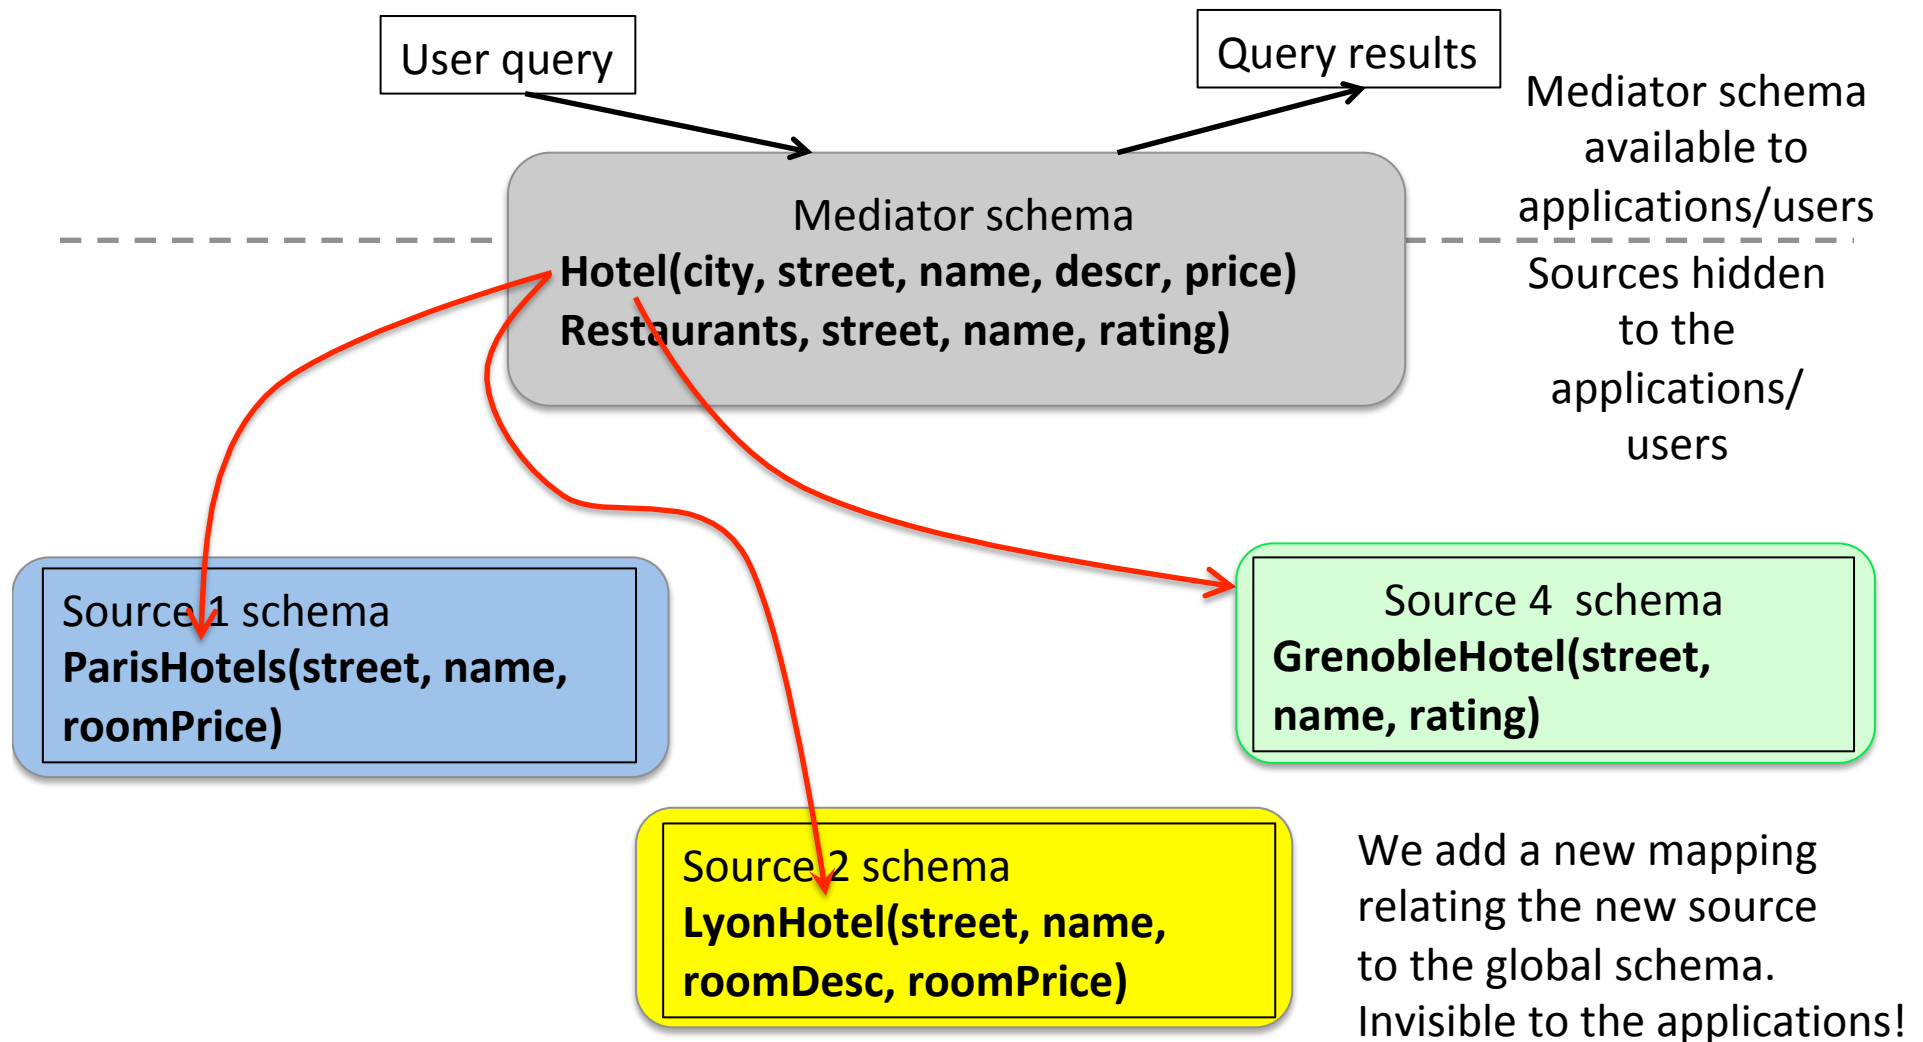 User query
Query results
Mediator schema
available to
applications/users
Mediator schema
Hotel(city, street, name, descr, price)
Restaurants, street, name, rating)
Sources hidden
to the
applications/
users
Source 1 schema
ParisHotels(street, name,
roomPrice)
Source 4 schema
GrenobleHotel(street,
name, rating)
Source 2 schema
LyonHotel(street, name,
roomDesc, roomPrice)
We add a new mapping
relating the new source
to the global schema.
Invisible to the applications!